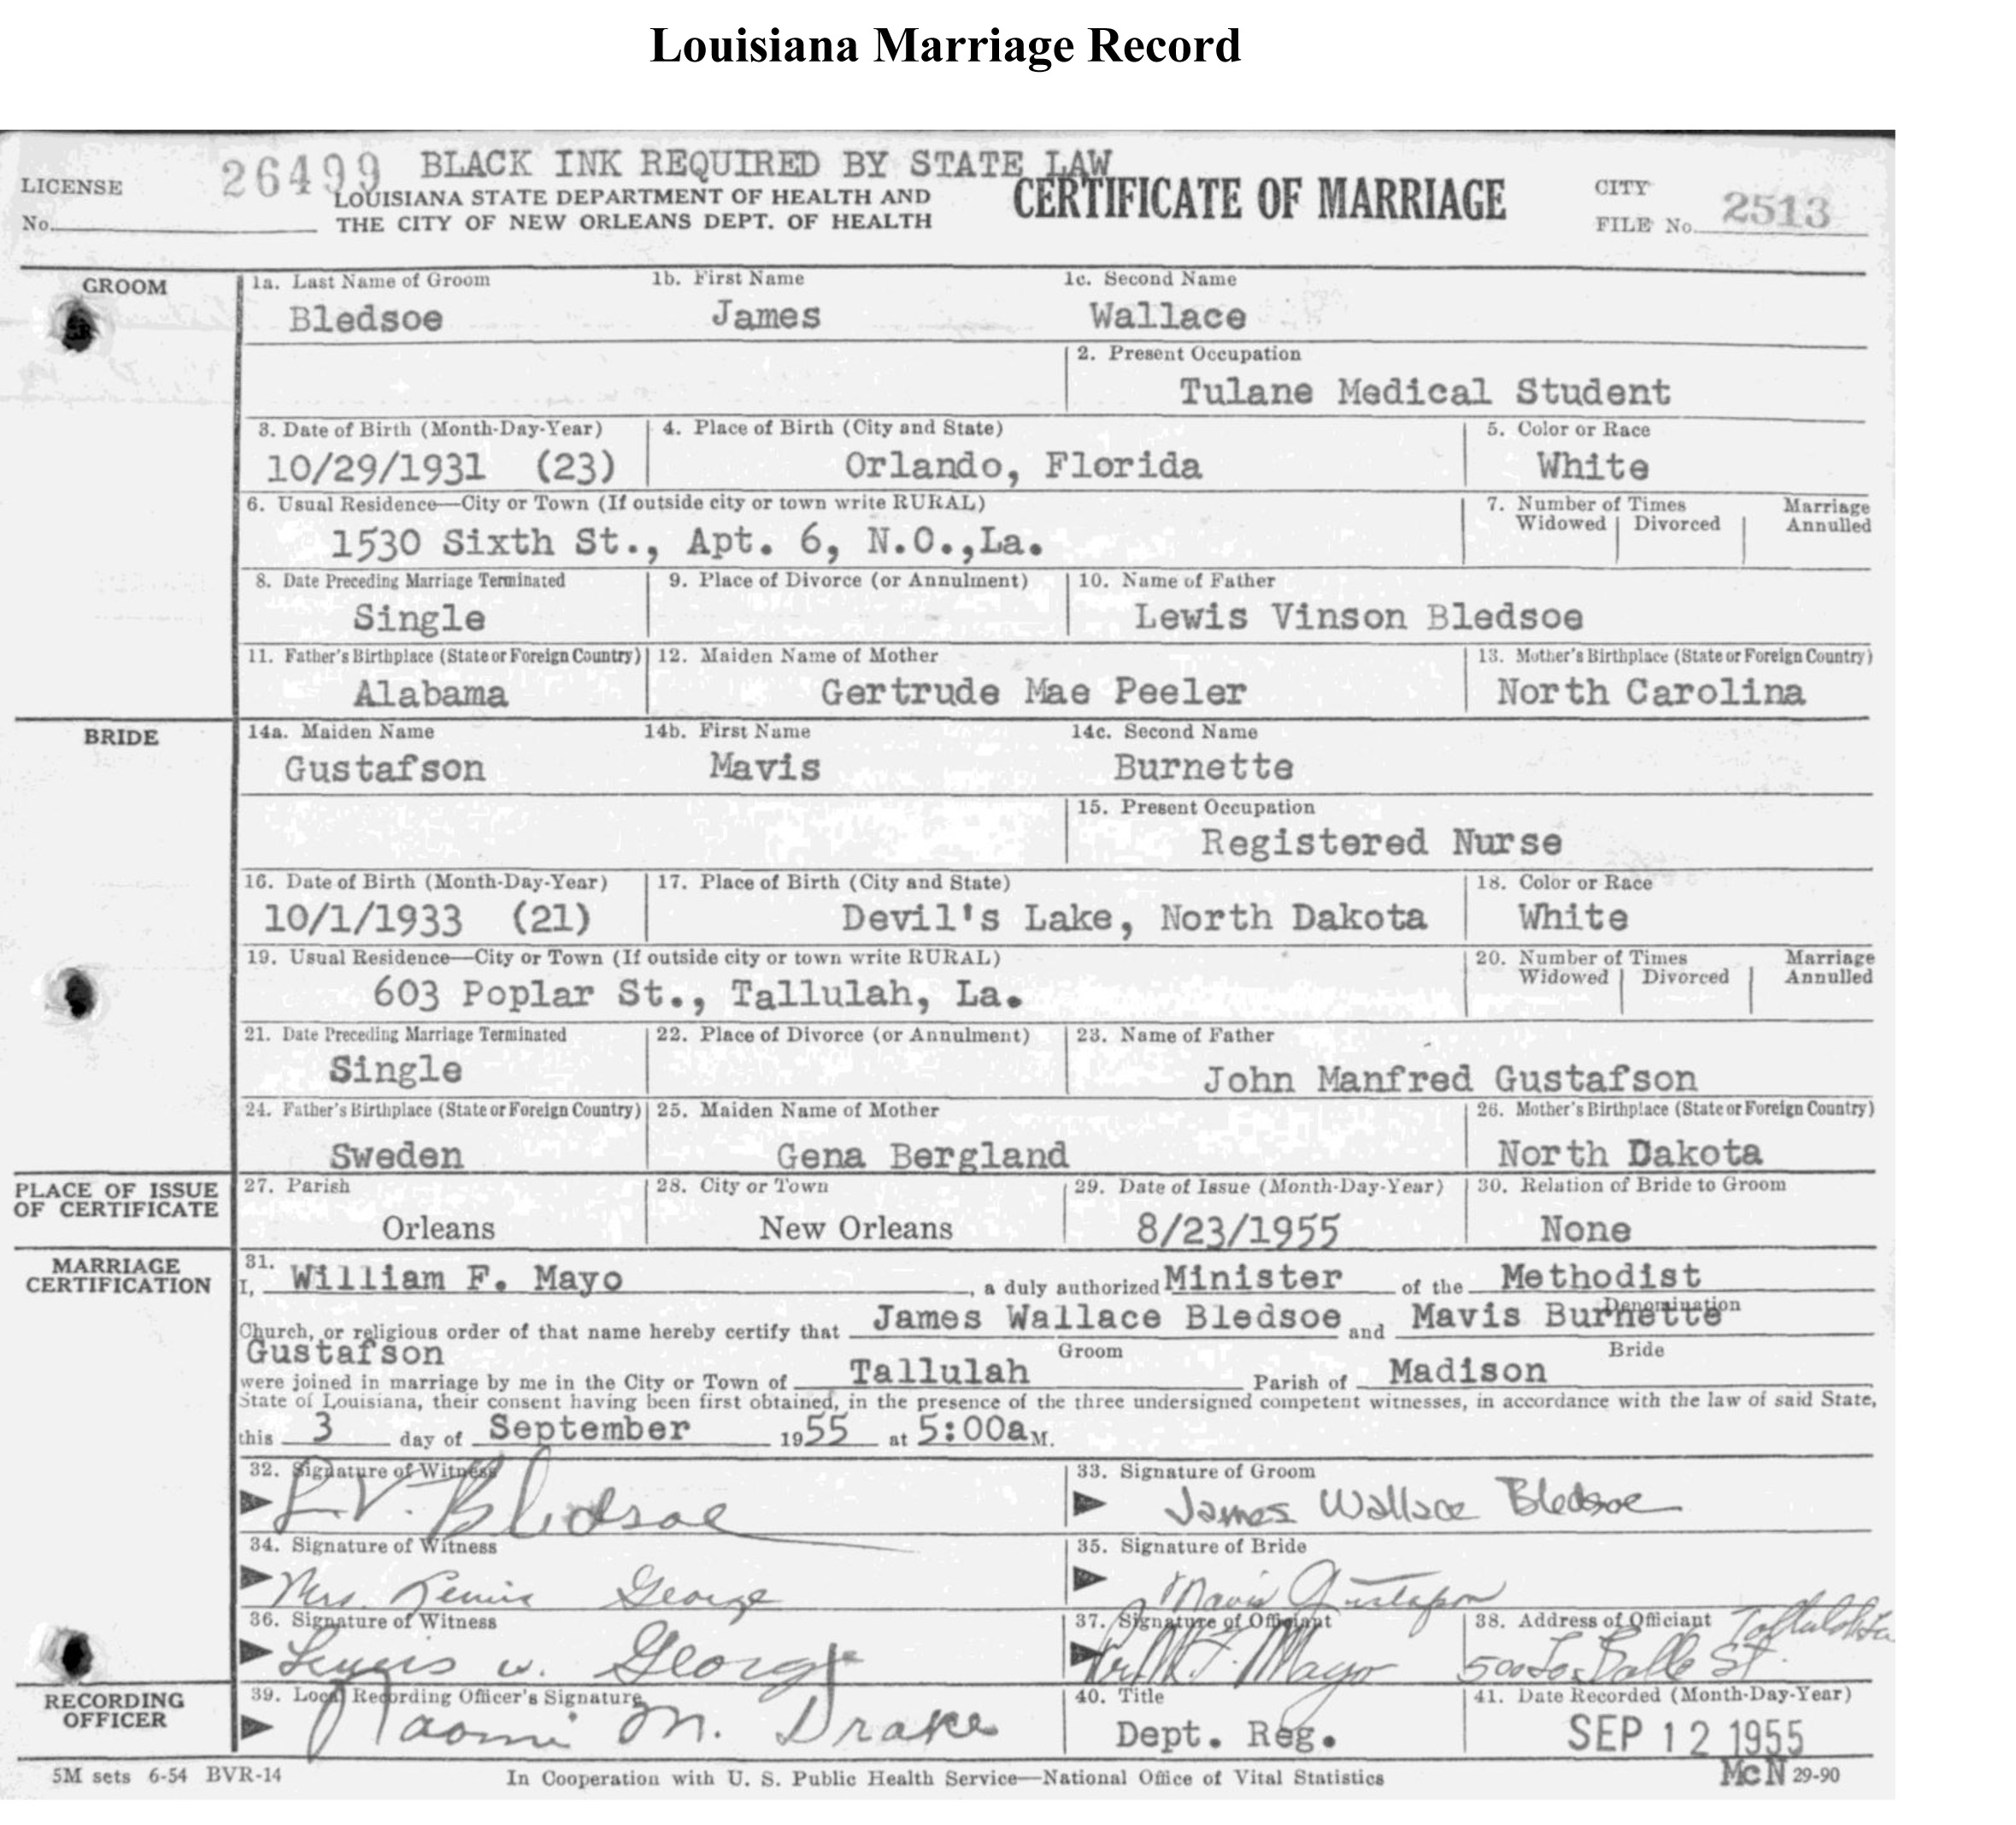 Louisiana Marriage Record
26499 BLACK INK REQUIRED BY STATE LAW
LICENSE
No.
LOUISIANA STATE DEPARTMENT OF HEALTH AND
THE CITY OF NEW ORLEANS DEPT. OF HEALTH
CERTIFICATE OF MARRIAGE
CITY
FILE No. 2513
GROOM
1a. Last Name of Groom 1b. First Name 1c. Second Name
Bledsoe James Wallace
2. Present Occupation
Tulane Medical Student
3. Date of Birth (Month-Day-Year) 4. Place of Birth (City and State) 5. Color or Race
10/29/1931 (23) Orlando, Florida White
6. Usual Residence—City or Town (If outside city or town write RURAL) 7. Number of Times Marriage
Widowed Divorced Annulled
1530 Sixth St., Apt. 6, N.O.,La.
8. Date Preceding Marriage Terminated 9. Place of Divorce (or Annulment) 10. Name of Father
Single Lewis Vinson Bledsoe
11. Father's Birthplace (State or Foreign Country) 12. Maiden Name of Mother 13. Mother's Birthplace (State or Foreign Country)
Alabama Gertrude Mae Peeler North Carolina
BRIDE
14a. Maiden Name 14b. First Name 14c. Second Name
Gustafson Mavis Burnette
15. Present Occupation
Registered Nurse
16. Date of Birth (Month-Day-Year) 17. Place of Birth (City and State) 18. Color or Race
10/1/1933 (21) Devil's Lake, North Dakota White
19. Usual Residence—City or Town (If outside city or town write RURAL) 20. Number of Times Marriage
Widowed Divorced Annulled
603 Poplar St., Tallulah, La.
21. Date Preceding Marriage Terminated 22. Place of Divorce (or Annulment) 23. Name of Father
Single John Manfred Gustafson
24. Father's Birthplace (State or Foreign Country) 25. Maiden Name of Mother 26. Mother's Birthplace (State or Foreign Country)
Sweden Gena Bergland North Dakota
PLACE OF ISSUE
OF CERTIFICATE
27. Parish 28. City or Town 29. Date of Issue (Month-Day-Year) 30. Relation of Bride to Groom
Orleans New Orleans 8/23/1955 None
MARRIAGE
CERTIFICATION
31.
I, William F. Mayo, a duly authorized Minister of the Methodist
Denomination
Church, or religious order of that name hereby certify that James Wallace Bledsoe and Mavis Burnette
Gustafson Groom Bride
were joined in marriage by me in the City or Town of Tallulah Parish of Madison
State of Louisiana, their consent having been first obtained, in the presence of the three undersigned competent witnesses, in accordance with the law of said State,
this 3 day of September 1955 at 5:00a M.
32. Signature of Witness 33. Signature of Groom
L.V. Bledsoe James Wallace Bledsoe
34. Signature of Witness 35. Signature of Bride
Mrs. Lewis George Mavis Gustafson
36. Signature of Witness 37. Signature of Officiant 38. Address of Officiant Tallulah La
Lewis W. George Wm. F. Mayo 500 La Salle St.
RECORDING
OFFICER
39. Local Recording Officer's Signature 40. Title 41. Date Recorded (Month-Day-Year)
Naomi M. Drake Dept. Reg. SEP 12 1955
5M sets 6-54 BVR-14 In Cooperation with U. S. Public Health Service—National Office of Vital Statistics McN 29-90